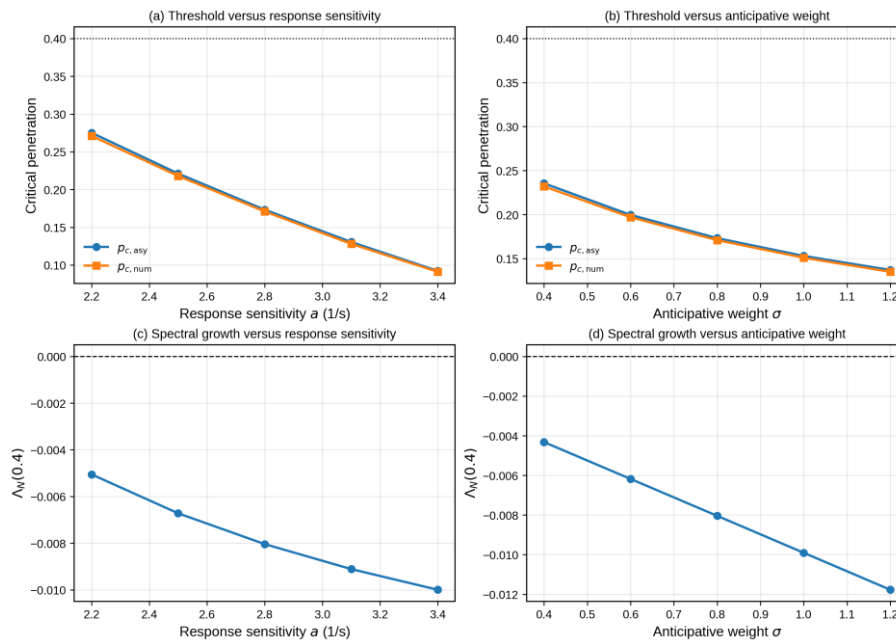 (a) Threshold versus response sensitivity
0.40
0.35
0.30
0.25
0.20
0.15
0.10
Critical penetration
p_{c, asy}
p_{c, num}
2.2 2.4 2.6 2.8 3.0 3.2 3.4
Response sensitivity a (1/s)
(b) Threshold versus anticipative weight
0.40
0.35
0.30
0.25
0.20
0.15
Critical penetration
p_{c, asy}
p_{c, num}
0.4 0.5 0.6 0.7 0.8 0.9 1.0 1.1 1.2
Anticipative weight σ
(c) Spectral growth versus response sensitivity
0.000
−0.002
−0.004
−0.006
−0.008
−0.010
Λ_N(0.4)
2.2 2.4 2.6 2.8 3.0 3.2 3.4
Response sensitivity a (1/s)
(d) Spectral growth versus anticipative weight
0.000
−0.002
−0.004
−0.006
−0.008
−0.010
−0.012
Λ_N(0.4)
0.4 0.5 0.6 0.7 0.8 0.9 1.0 1.1 1.2
Anticipative weight σ